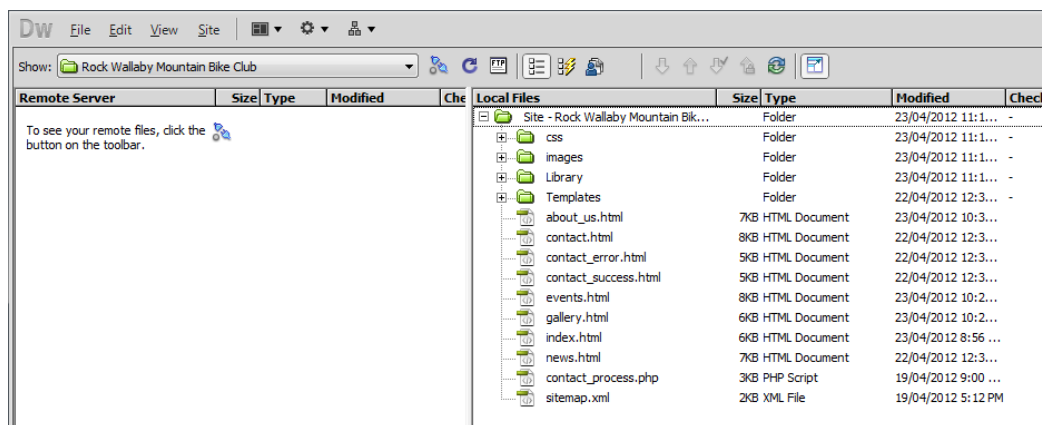 Dw File Edit View Site
Show: Rock Wallaby Mountain Bike Club FTP
Remote Server Size Type Modified Che Local Files Size Type Modified Checl
To see your remote files, click the
button on the toolbar.
Site - Rock Wallaby Mountain Bik... Folder 23/04/2012 11:1... -
css Folder 23/04/2012 11:1... -
images Folder 23/04/2012 11:1... -
Library Folder 23/04/2012 11:1... -
Templates Folder 22/04/2012 12:3... -
about_us.html 7KB HTML Document 23/04/2012 10:3...
contact.html 8KB HTML Document 22/04/2012 12:3...
contact_error.html 5KB HTML Document 22/04/2012 12:3...
contact_success.html 5KB HTML Document 22/04/2012 12:3...
events.html 8KB HTML Document 23/04/2012 10:2...
gallery.html 6KB HTML Document 23/04/2012 10:2...
index.html 6KB HTML Document 23/04/2012 8:56 ...
news.html 7KB HTML Document 22/04/2012 12:3...
contact_process.php 3KB PHP Script 19/04/2012 9:00 ...
sitemap.xml 2KB XML File 19/04/2012 5:12 PM